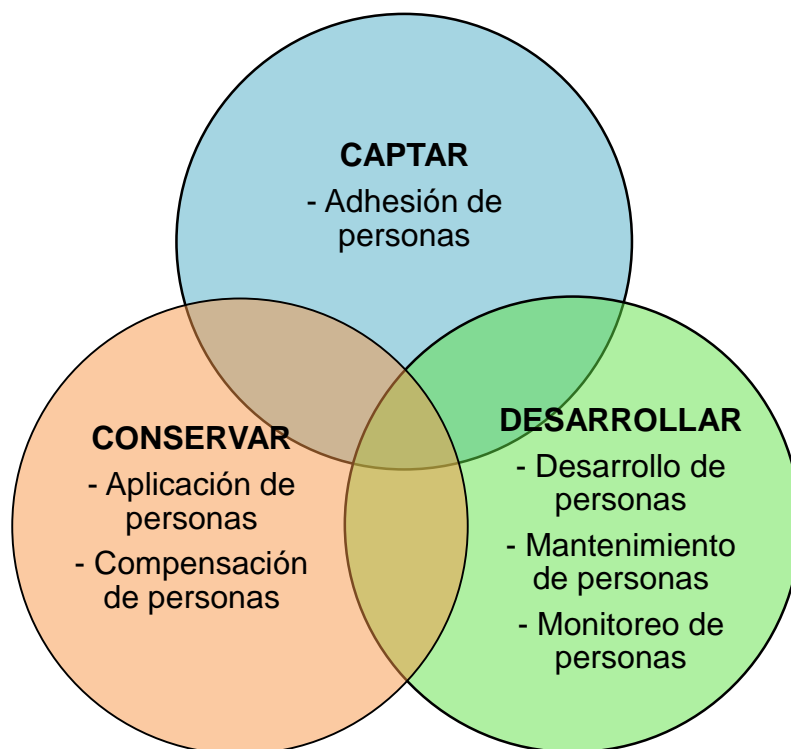 CAPTAR
- Adhesión de
personas
CONSERVAR
- Aplicación de
personas
- Compensación
de personas
DESARROLLAR
- Desarrollo de
personas
- Mantenimiento
de personas
- Monitoreo de
personas